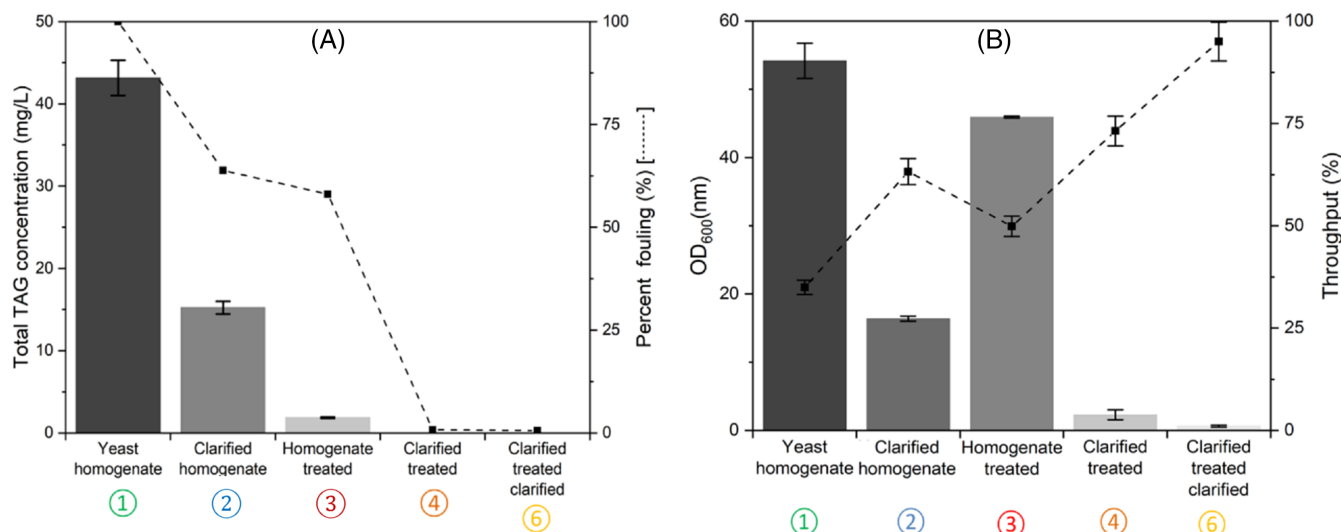 (A)
Total TAG concentration (mg/L)
50
40
30
20
10
0
100
75
50
25
0
Percent fouling (%) [------]
Yeast
homogenate
Clarified
homogenate
Homogenate
treated
Clarified
treated
Clarified
treated
clarified
1
2
3
4
6
(B)
OD600(nm)
60
40
20
0
100
75
50
25
0
Throughput (%)
Yeast
homogenate
Clarified
homogenate
Homogenate
treated
Clarified
treated
Clarified
treated
clarified
1
2
3
4
6